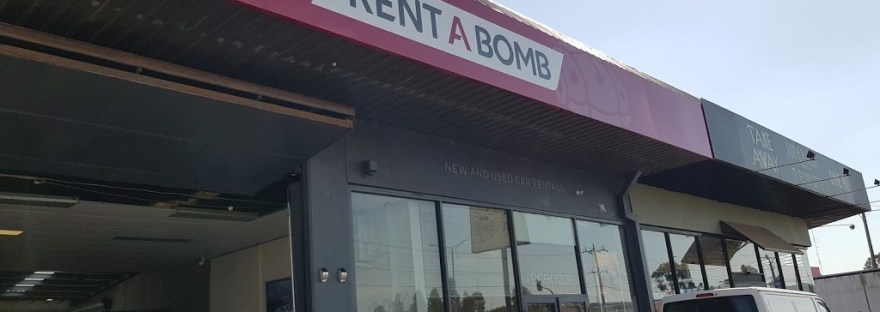 RENT A BOMB
NEW AND USED CAR RENTALS
TAKE
AWAY